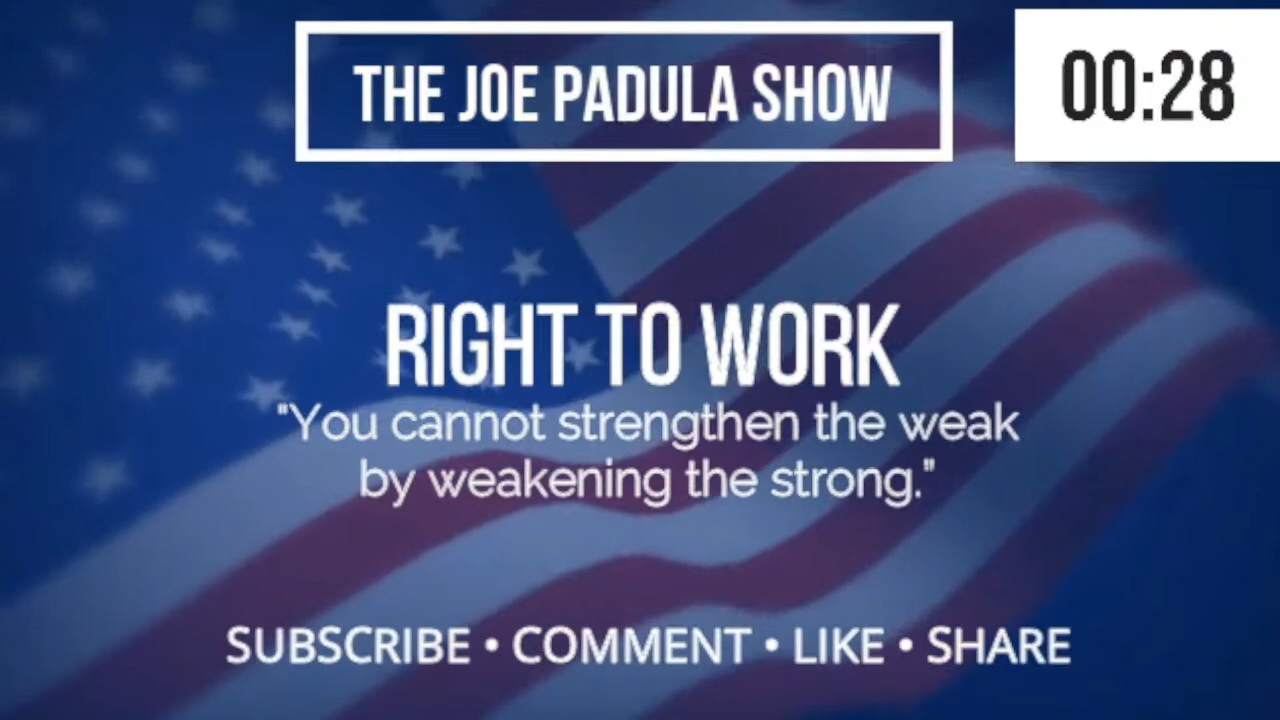 THE JOE PADULA SHOW
00:28
RIGHT TO WORK
"You cannot strengthen the weak
by weakening the strong."
SUBSCRIBE • COMMENT • LIKE • SHARE